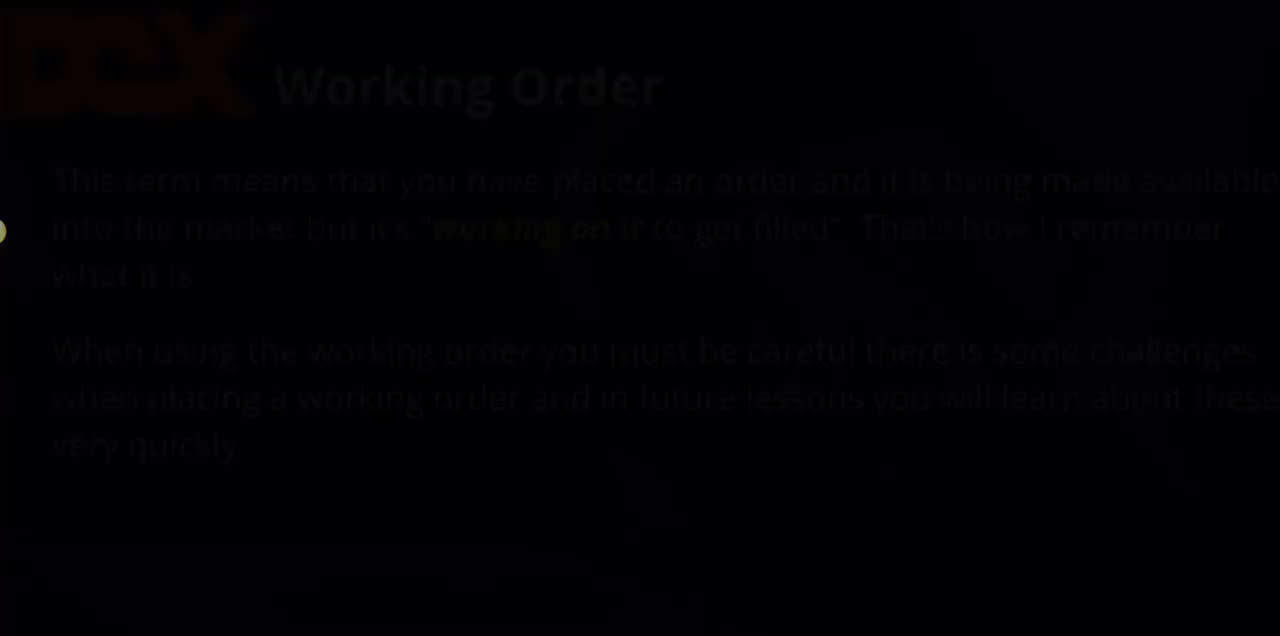 DCX
Working Order
This term means that you have placed an order and it is being made available
into the market but it's "working on it to get filled". That's how I remember
what it is.
When using the working order you must be careful there is some challenges
when placing a working order and in future lessons you will learn about these
very quickly.